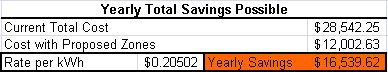 Yearly Total Savings Possible
Current Total Cost $28,542.25
Cost with Proposed Zones $12,002.63
Rate per kWh $0.20502 Yearly Savings $16,539.62